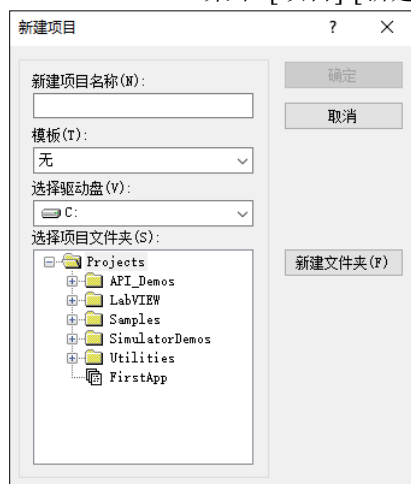 新建项目 ? ×
新建项目名称(N):
确定
取消
模板(T):
无
选择驱动盘(V):
C:
选择项目文件夹(S):
新建文件夹(F)
Projects
API_Demos
LabVIEW
Samples
SimulatorDemos
Utilities
FirstApp